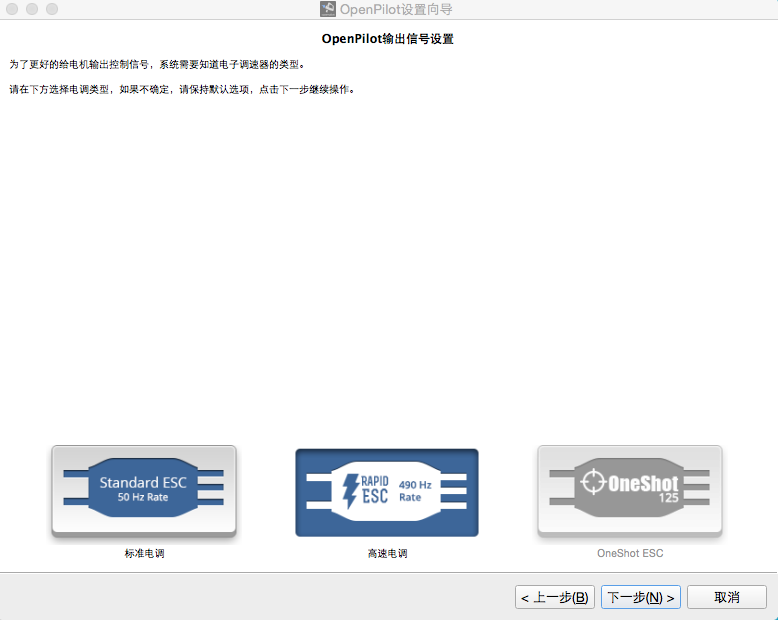 OpenPilot设置向导
OpenPilot输出信号设置
为了更好的给电机输出控制信号，系统需要知道电子调速器的类型。
请在下方选择电调类型，如果不确定，请保持默认选项，点击下一步继续操作。
Standard ESC
50 Hz Rate
RAPID
ESC
490 Hz
Rate
OneShot
125
标准电调
高速电调
OneShot ESC
< 上一步(B)
下一步(N) >
取消